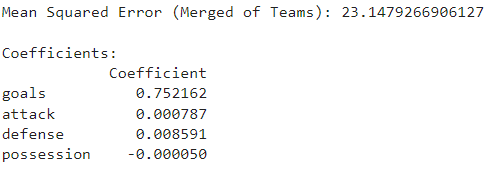 Mean Squared Error (Merged of Teams): 23.1479266906127
Coefficients:
Coefficient
goals 0.752162
attack 0.000787
defense 0.008591
possession -0.000050